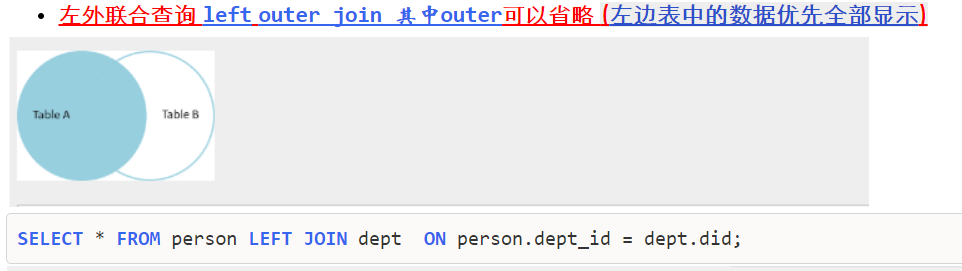 左外联合查询 left outer join 其中outer可以省略 (左边表中的数据优先全部显示)
Table A
Table B
SELECT * FROM person LEFT JOIN dept  ON person.dept_id = dept.did;